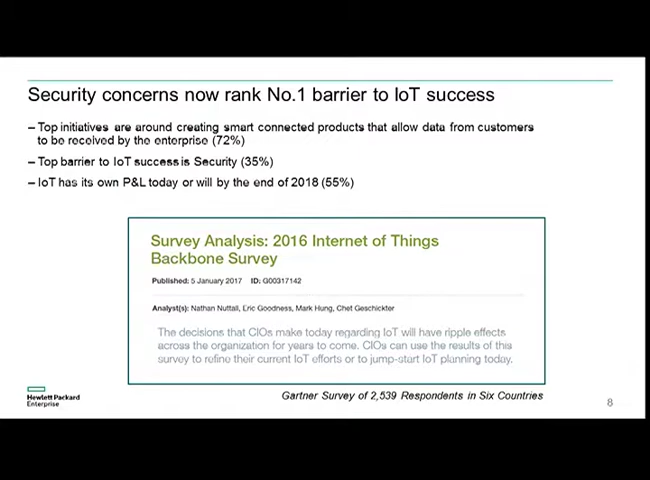 Security concerns now rank No.1 barrier to IoT success
– Top initiatives are around creating smart connected products that allow data from customers
to be received by the enterprise (72%)
– Top barrier to IoT success is Security (35%)
– IoT has its own P&L today or will by the end of 2018 (55%)
Survey Analysis: 2016 Internet of Things
Backbone Survey
Published: 5 January 2017 ID: G00317142
Analyst(s): Nathan Nuttall, Eric Goodness, Mark Hung, Chet Geschickter
The decisions that CIOs make today regarding IoT will have ripple effects
across the organization for years to come. CIOs can use the results of this
survey to refine their current IoT efforts or to jump-start IoT planning today.
Gartner Survey of 2,539 Respondents in Six Countries
Hewlett Packard
Enterprise
8